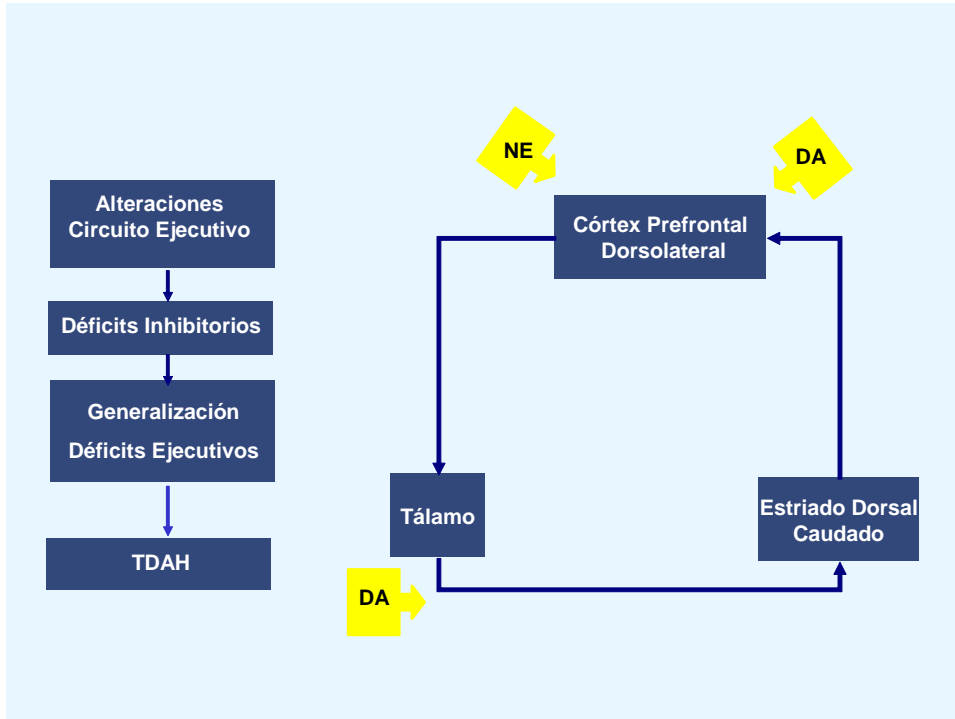 Alteraciones
Circuito Ejecutivo
Déficits Inhibitorios
Generalización
Déficits Ejecutivos
TDAH
NE
DA
Córtex Prefrontal
Dorsolateral
Tálamo
Estriado Dorsal
Caudado
DA